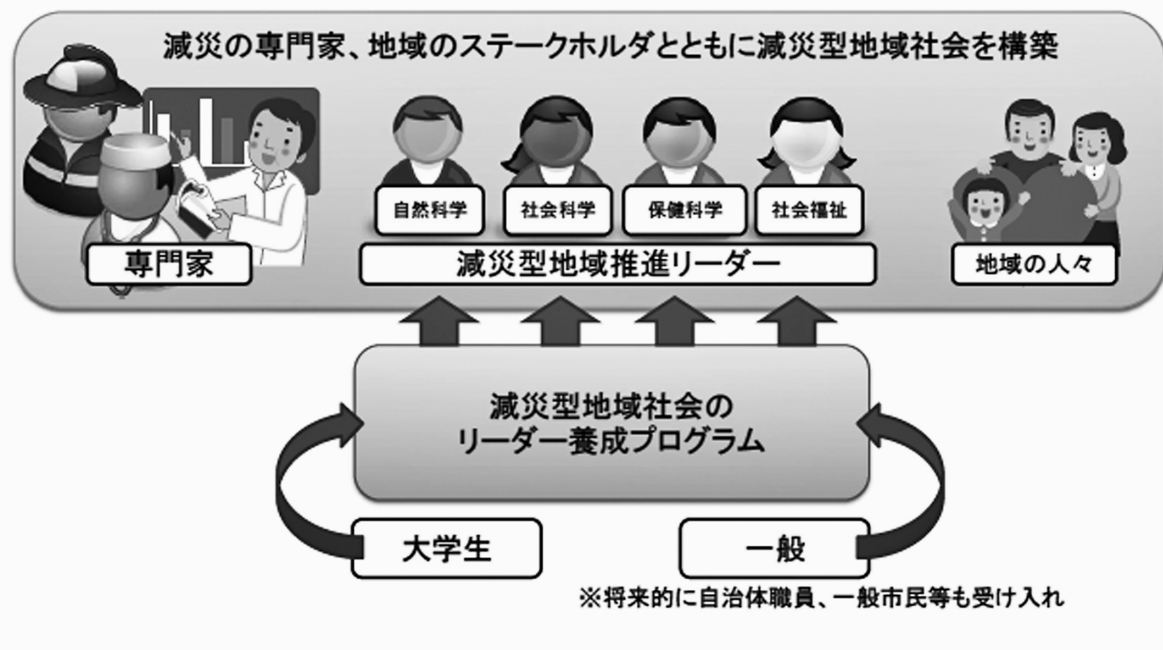 減災の専門家、地域のステークホルダとともに減災型地域社会を構築
自然科学
社会科学
保健科学
社会福祉
専門家
減災型地域推進リーダー
地域の人々
減災型地域社会の
リーダー養成プログラム
大学生
一般
※将来的に自治体職員、一般市民等も受け入れ